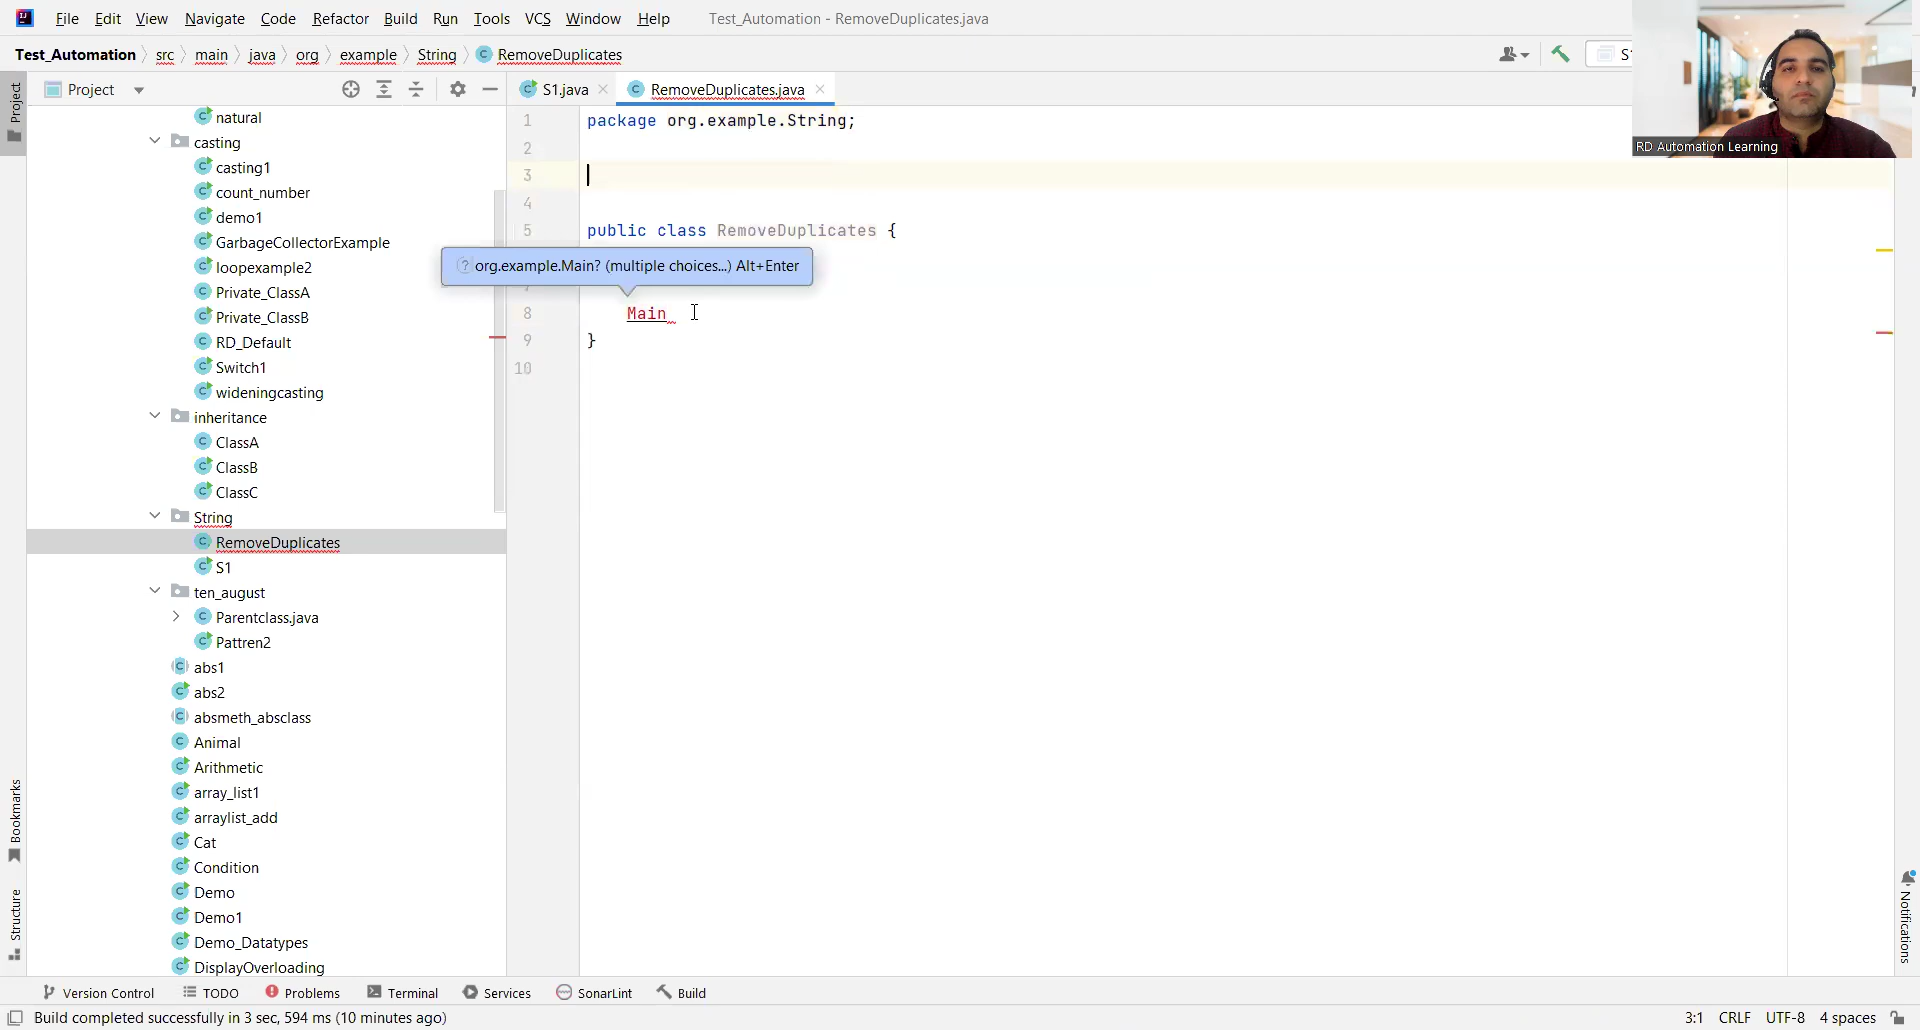 File Edit View Navigate Code Refactor Build Run Tools VCS Window Help Test_Automation - RemoveDuplicates.java
Test_Automation src main java org example String RemoveDuplicates
Project
S1.java
RemoveDuplicates.java
RD Automation Learning
Project
natural
casting
casting1
count_number
demo1
GarbageCollectorExample
loopexample2
Private_ClassA
Private_ClassB
RD_Default
Switch1
wideningcasting
inheritance
ClassA
ClassB
ClassC
String
RemoveDuplicates
S1
ten_august
Parentclass.java
Pattren2
abs1
abs2
absmeth_absclass
Animal
Arithmetic
array_list1
arraylist_add
Cat
Condition
Demo
Demo1
Demo_Datatypes
DisplayOverloading
1 package org.example.String;
2
3
4
5 public class RemoveDuplicates {
org.example.Main? (multiple choices...) Alt+Enter
8 Main
9 }
10
Bookmarks
Structure
Notifications
Version Control TODO Problems Terminal Services SonarLint Build
Build completed successfully in 3 sec, 594 ms (10 minutes ago) 3:1 CRLF UTF-8 4 spaces